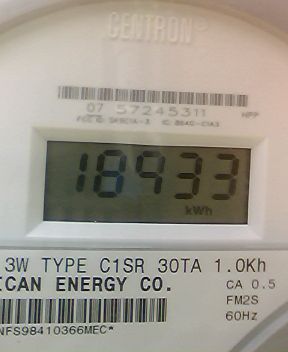 CENTRON®
07 57245311 HPP
18933
kWh
3W TYPE C1SR 30TA 1.0Kh
ICAN ENERGY CO. CA 0.5
FM2S
NFS98410366MEC* 60Hz